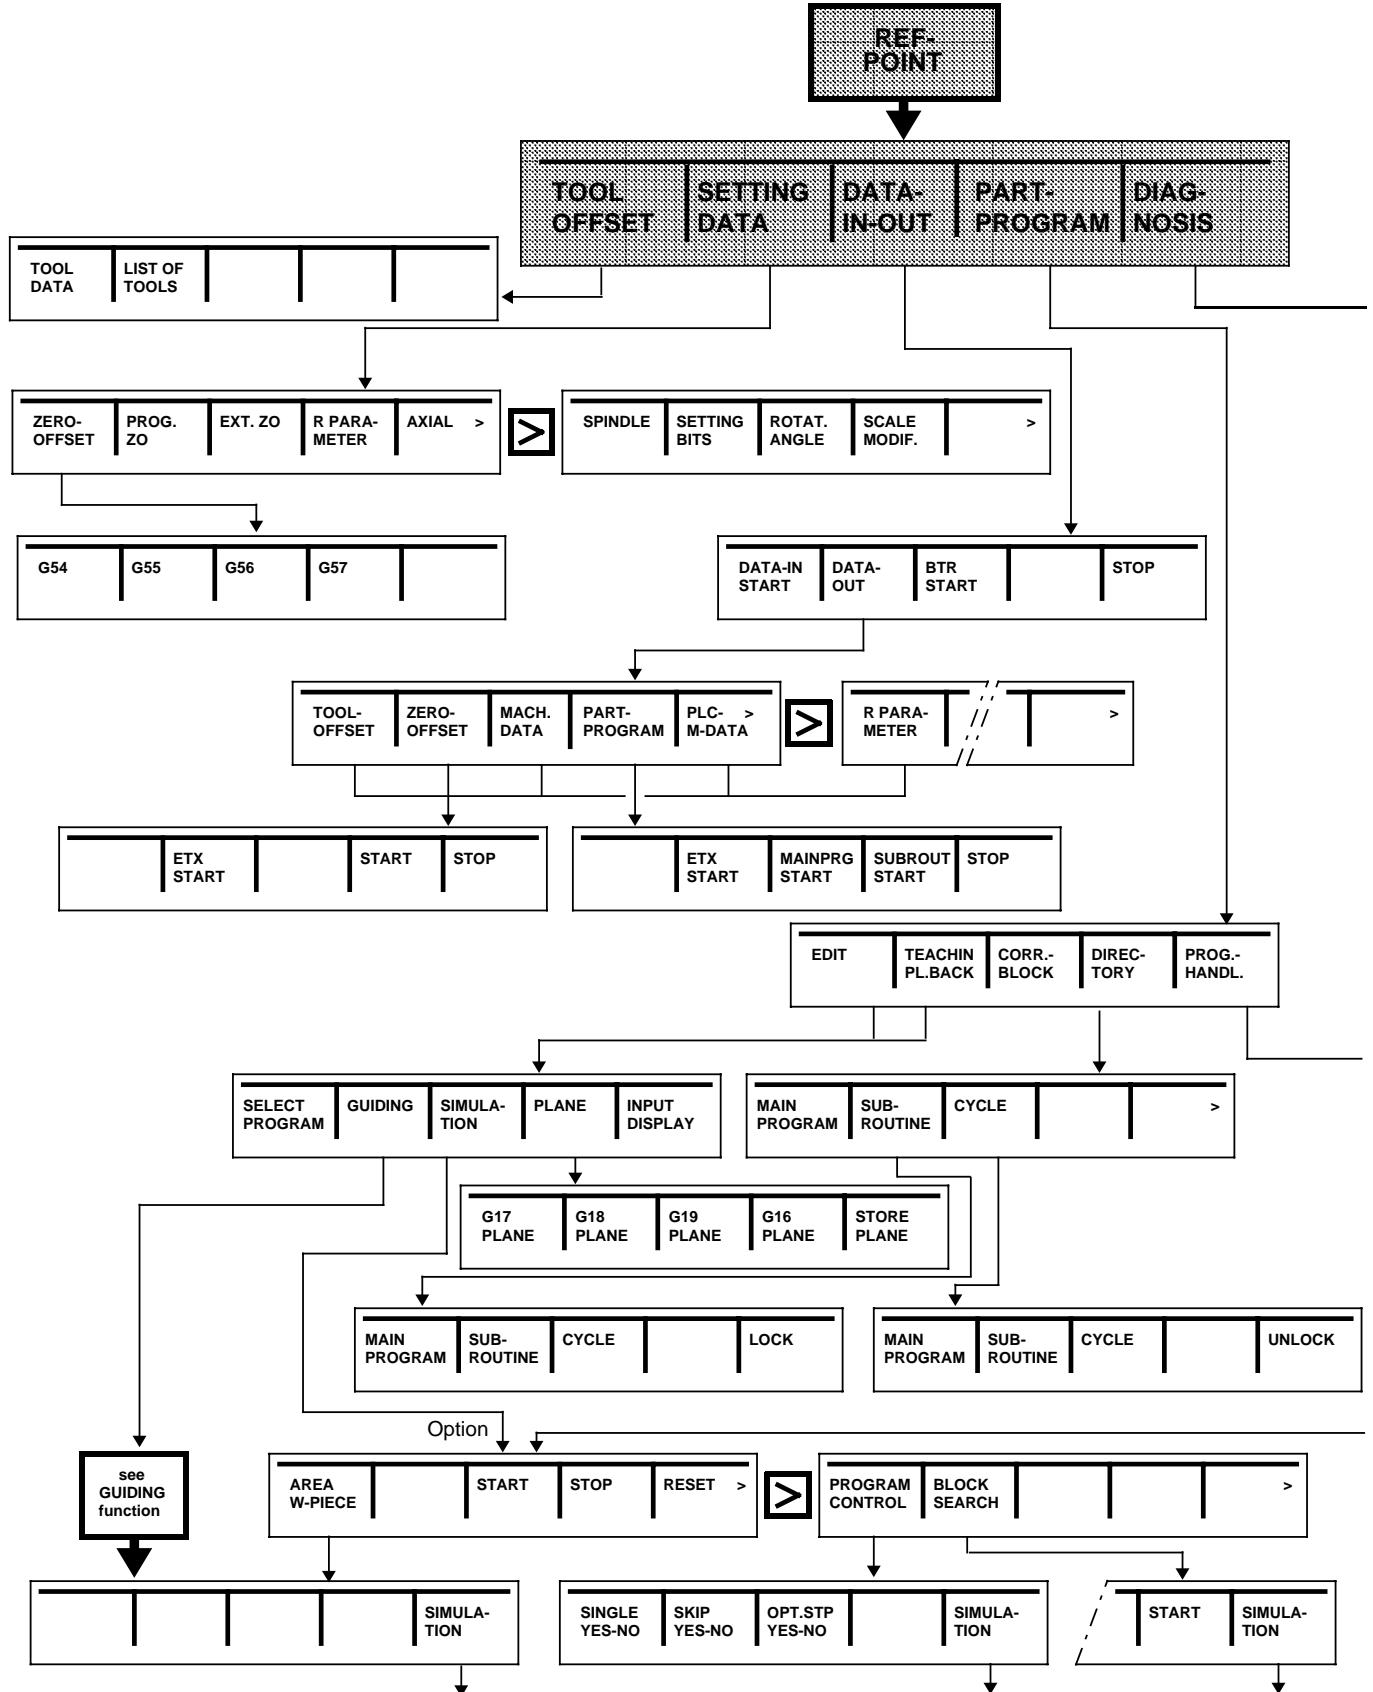 REF-
POINT
TOOL
OFFSET
SETTING
DATA
DATA-
IN-OUT
PART-
PROGRAM
DIAG-
NOSIS
TOOL
DATA
LIST OF
TOOLS
ZERO-
OFFSET
PROG.
ZO
EXT. ZO
R PARA-
METER
AXIAL >
>
SPINDLE
SETTING
BITS
ROTAT.
ANGLE
SCALE
MODIF.
>
G54
G55
G56
G57
DATA-IN
START
DATA-
OUT
BTR
START
STOP
TOOL-
OFFSET
ZERO-
OFFSET
MACH.
DATA
PART-
PROGRAM
PLC- >
M-DATA
>
R PARA-
METER
>
ETX
START
START
STOP
ETX
START
MAINPRG
START
SUBROUT
START
STOP
EDIT
TEACHIN
PL.BACK
CORR.-
BLOCK
DIREC-
TORY
PROG.-
HANDL.
SELECT
PROGRAM
GUIDING
SIMULA-
TION
PLANE
INPUT
DISPLAY
MAIN
PROGRAM
SUB-
ROUTINE
CYCLE
>
G17
PLANE
G18
PLANE
G19
PLANE
G16
PLANE
STORE
PLANE
MAIN
PROGRAM
SUB-
ROUTINE
CYCLE
LOCK
MAIN
PROGRAM
SUB-
ROUTINE
CYCLE
UNLOCK
Option
see
GUIDING
function
AREA
W-PIECE
START
STOP
RESET >
>
PROGRAM
CONTROL
BLOCK
SEARCH
>
SIMULA-
TION
SINGLE
YES-NO
SKIP
YES-NO
OPT.STP
YES-NO
SIMULA-
TION
START
SIMULA-
TION